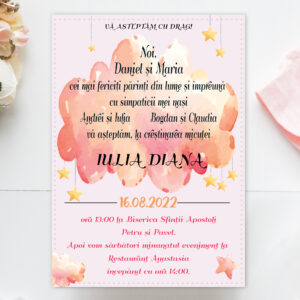 VĂ AȘTEPTĂM CU DRAG!
Noi,
Daniel și Maria
cei mai fericiți părinți din lume și împreună
cu simpaticii mei nași
Andrei și Iulia Bogdan și Claudia
vă așteptăm, la creștinarea micuței
IULIA DIANA
16.08.2022
ora 13:00 la Biserica Sfinții Apostoli
Petru și Pavel.
Apoi vom sărbători minunatul eveniment la
Restaurant Anastasia
începând cu ora 14:00.